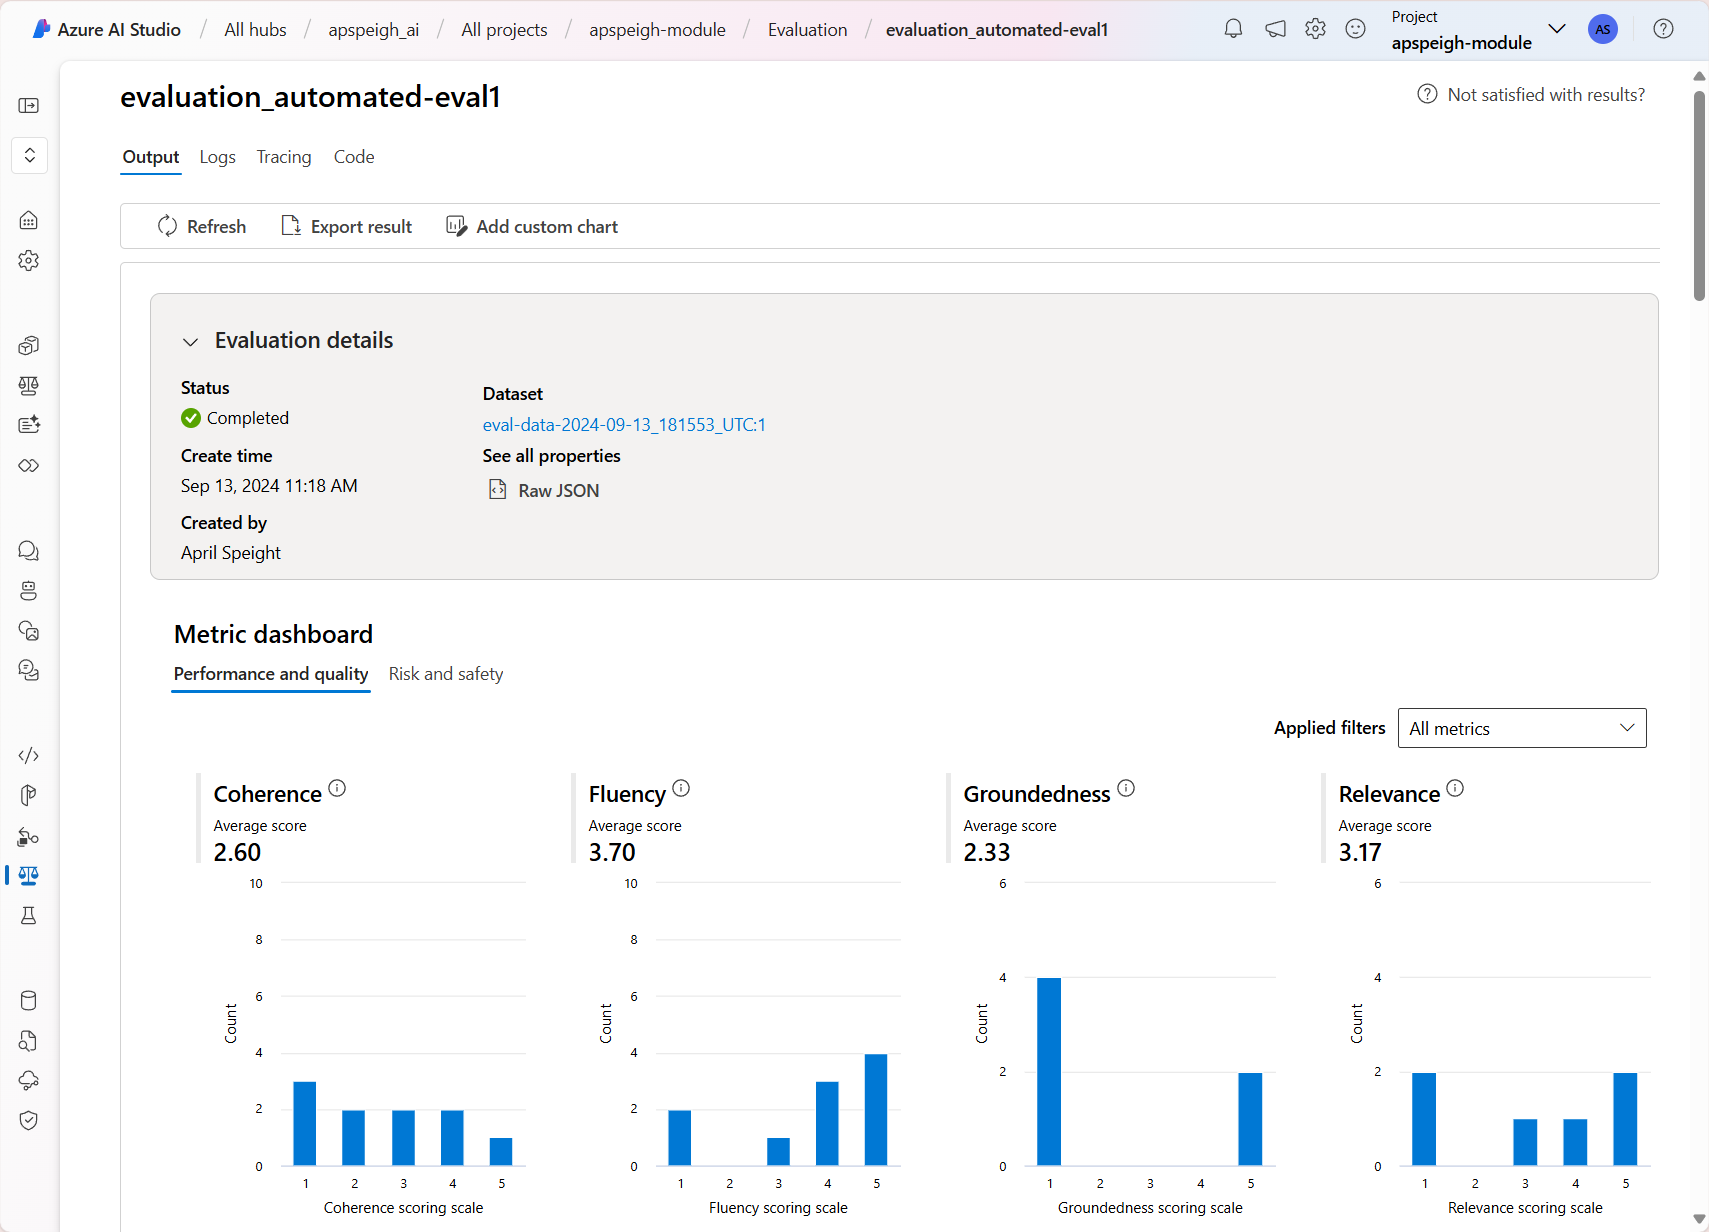 Azure AI Studio / All hubs / apspeigh_ai / All projects / apspeigh-module / Evaluation / evaluation_automated-eval1
Project
apspeigh-module
AS
evaluation_automated-eval1
Not satisfied with results?
Output Logs Tracing Code
Refresh Export result Add custom chart
Evaluation details
Status
Completed
Create time
Sep 13, 2024 11:18 AM
Created by
April Speight
Dataset
eval-data-2024-09-13_181553_UTC:1
See all properties
Raw JSON
Metric dashboard
Performance and quality Risk and safety
Applied filters All metrics
Coherence
Average score
2.60
10
8
6
4
2
0
Count
1 2 3 4 5
Coherence scoring scale
Fluency
Average score
3.70
10
8
6
4
2
0
Count
1 2 3 4 5
Fluency scoring scale
Groundedness
Average score
2.33
6
4
2
0
Count
1 2 3 4 5
Groundedness scoring scale
Relevance
Average score
3.17
6
4
2
0
Count
1 2 3 4 5
Relevance scoring scale